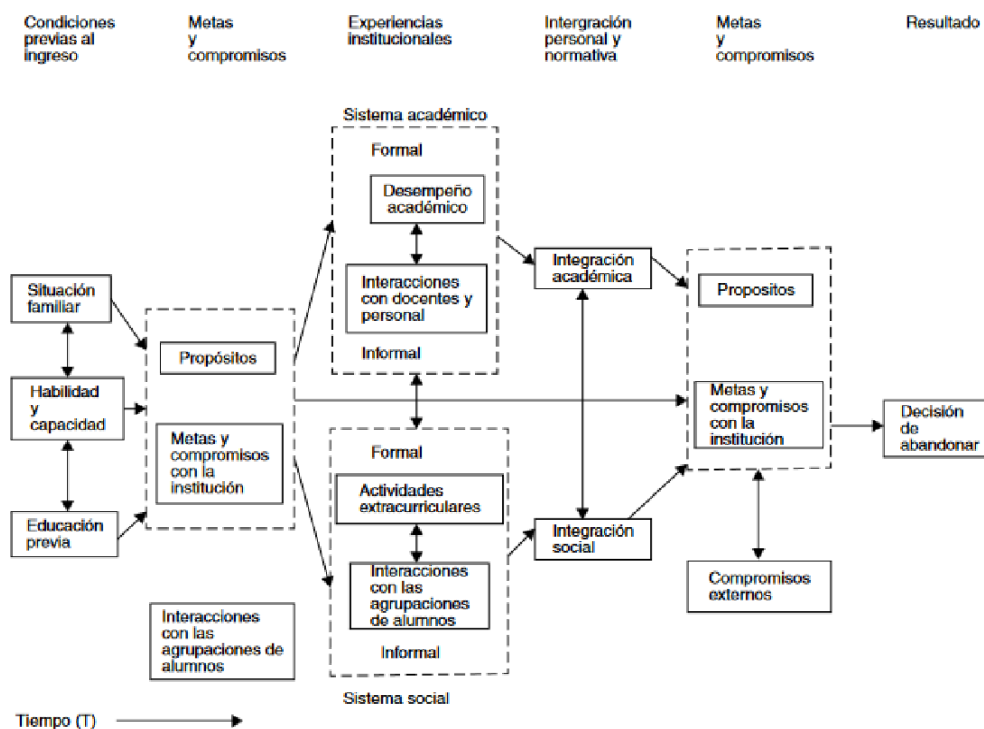 Condiciones
previas al
ingreso
Metas
y
compromisos
Experiencias
institucionales
Intergración
personal y
normativa
Metas
y
compromisos
Resultado
Sistema académico
Formal
Desempeño
académico
Interacciones
con docentes y
personal
Informal
Situación
familiar
Habilidad
y
capacidad
Educación
previa
Propósitos
Metas y
compromisos
con la
institución
Interacciones
con las
agrupaciones de
alumnos
Formal
Actividades
extracurriculares
Interacciones
con las
agrupaciones
de alumnos
Informal
Sistema social
Integración
académica
Integración
social
Propositos
Metas y
compromisos
con la
institución
Compromisos
externos
Decisión
de
abandonar
Tiempo (T)